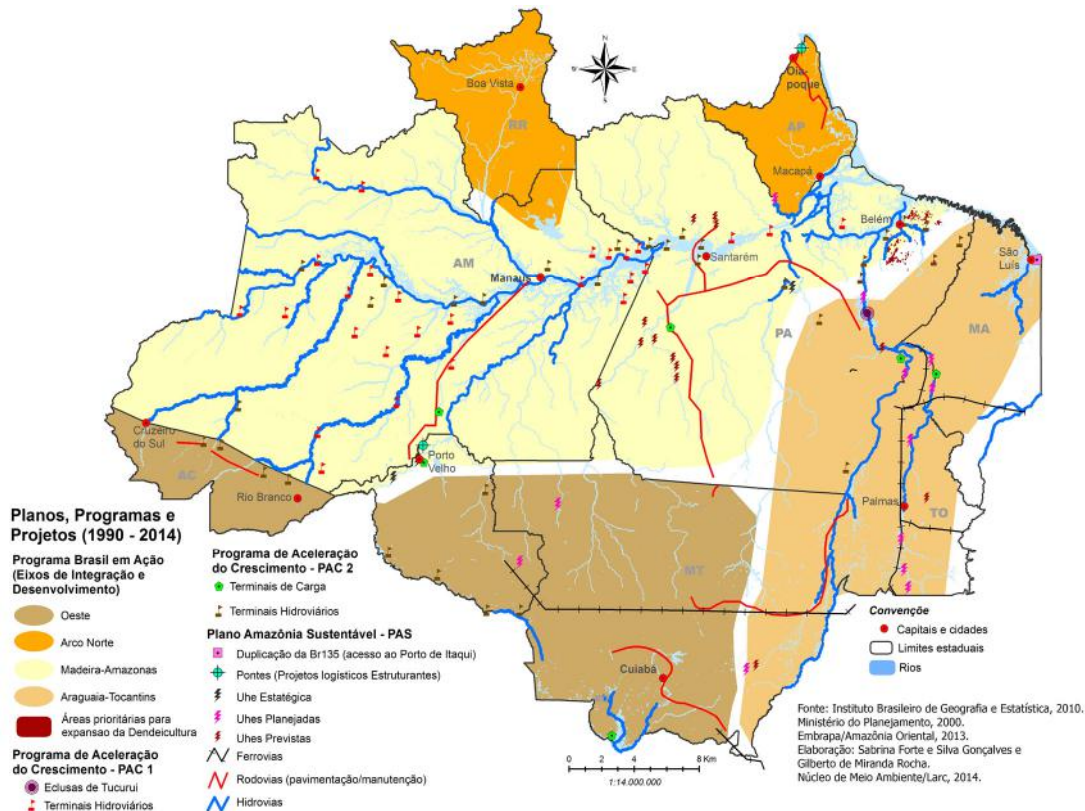 N
W
E
S
Boa Vista
RR
Oia-
poque
AP
Macapá
Belém
São
Luís
Santarém
Manaus
AM
PA
MA
Cruzeiro
do Sul
AC
Rio Branco
Porto
Velho
Palmas
TO
MT
Cuiabá
Planos, Programas e
Projetos (1990 - 2014)
Programa Brasil em Ação
(Eixos de Integração e
Desenvolvimento)
Oeste
Arco Norte
Madeira-Amazonas
Araguaia-Tocantins
Áreas prioritárias para
expansao da Dendeicultura
Programa de Aceleração
do Crescimento - PAC 1
Eclusas de Tucurui
Terminais Hidroviários
Programa de Aceleração
do Crescimento - PAC 2
Terminais de Carga
Terminais Hidroviários
Plano Amazônia Sustentável - PAS
Duplicação da Br135 (acesso ao Porto de Itaqui)
Pontes (Projetos logísticos Estruturantes)
Uhe Estatégica
Uhes Planejadas
Uhes Previstas
Ferrovias
Rodovias (pavimentação/manutenção)
Hidrovias
0 2 4 6 8 Km
1:14.000.000
Convençõe
Capitais e cidades
Limites estaduais
Rios
Fonte: Instituto Brasileiro de Geografia e Estatística, 2010.
Ministério do Planejamento, 2000.
Embrapa/Amazônia Oriental, 2013.
Elaboração: Sabrina Forte e Silva Gonçalves e
Gilberto de Miranda Rocha.
Núcleo de Meio Ambiente/Larc, 2014.